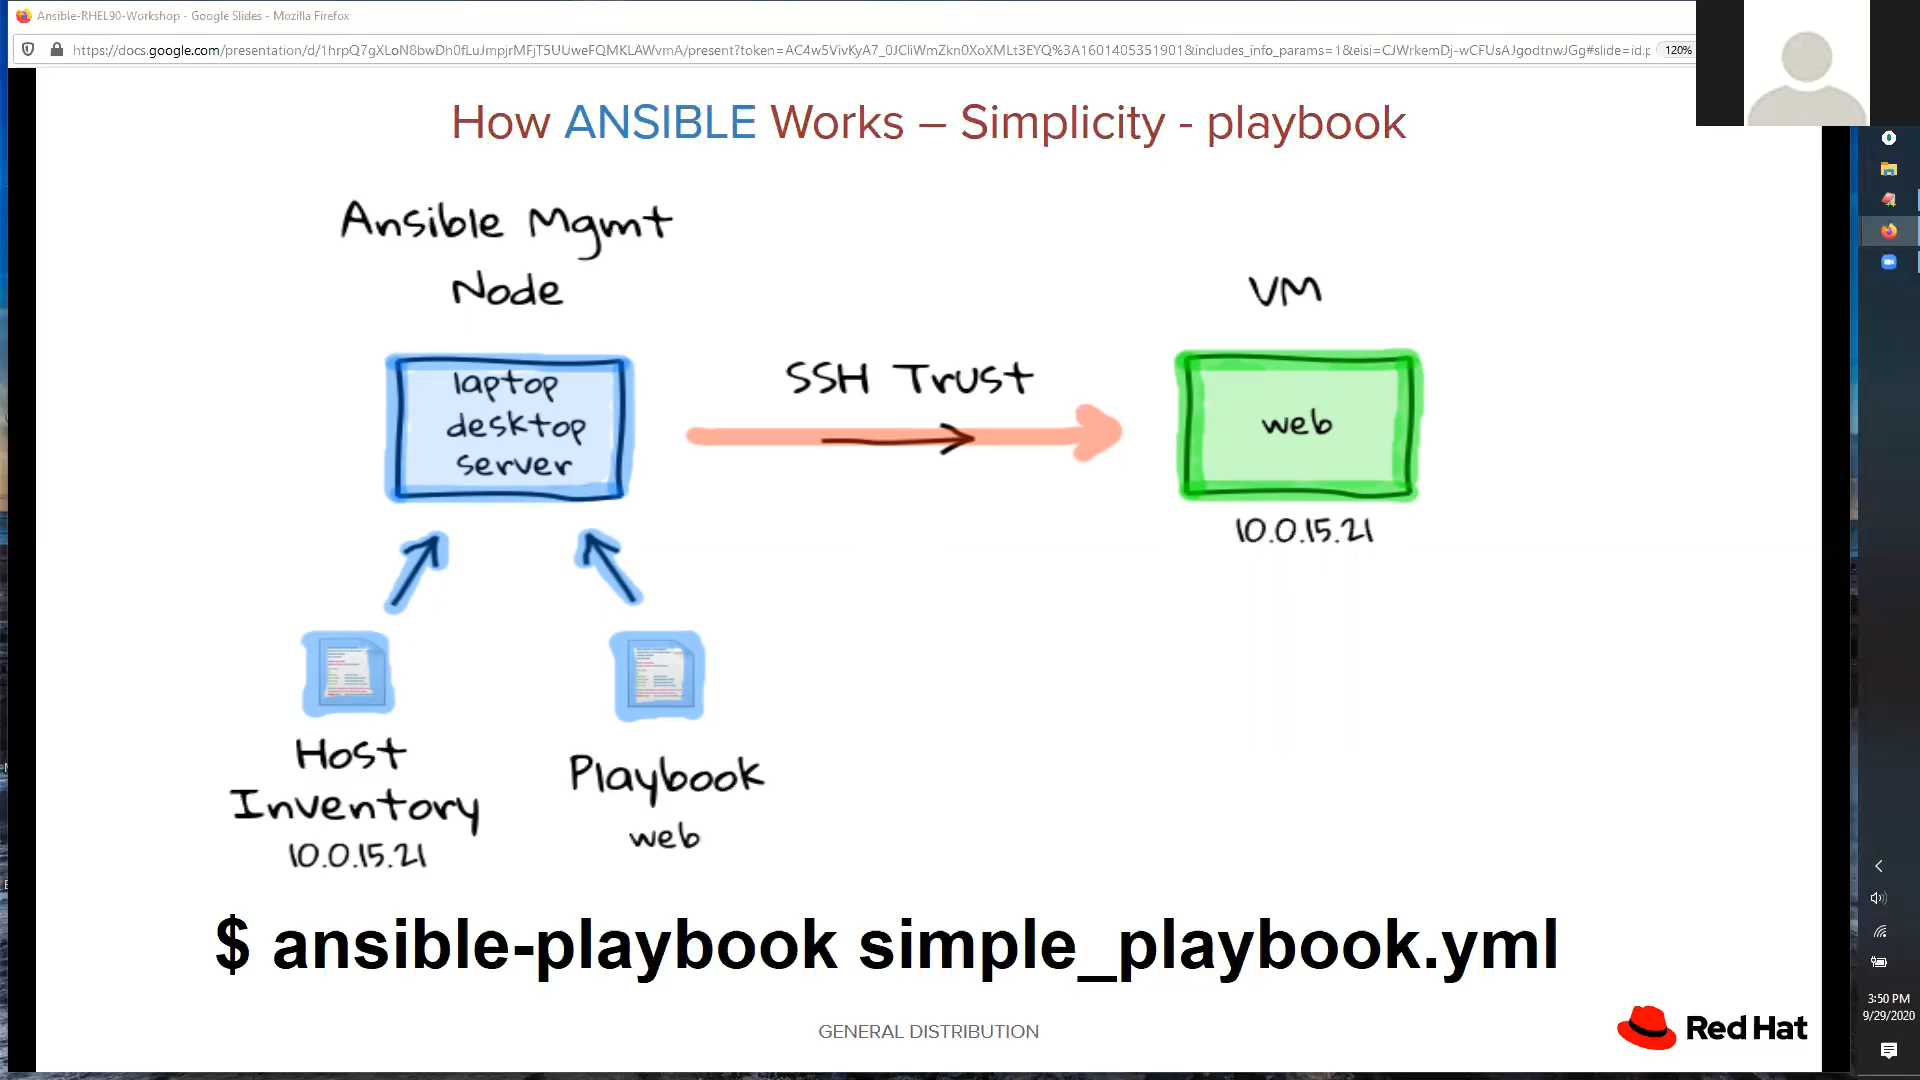 Ansible-RHEL90-Workshop - Google Slides - Mozilla Firefox
https://docs.google.com/presentation/d/1hrpQ7gXLoN8bwDh0fLuJmpjrMFjT5UUweFQMKLAWvmA/present?token=AC4w5VivKyA7_0JCliWmZkn0XoXMLt3EYQ%3A1601405351901&includes_info_params=1&eisi=CJWrkemDj-wCFUsAJgodtnwJGg#slide=id.p 120%
How ANSIBLE Works – Simplicity - playbook
Ansible Mgmt
Node
VM
laptop
desktop
server
SSH Trust
web
10.0.15.21
Host
Inventory
10.0.15.21
Playbook
web
$ ansible-playbook simple_playbook.yml
GENERAL DISTRIBUTION
Red Hat
3:50 PM
9/29/2020